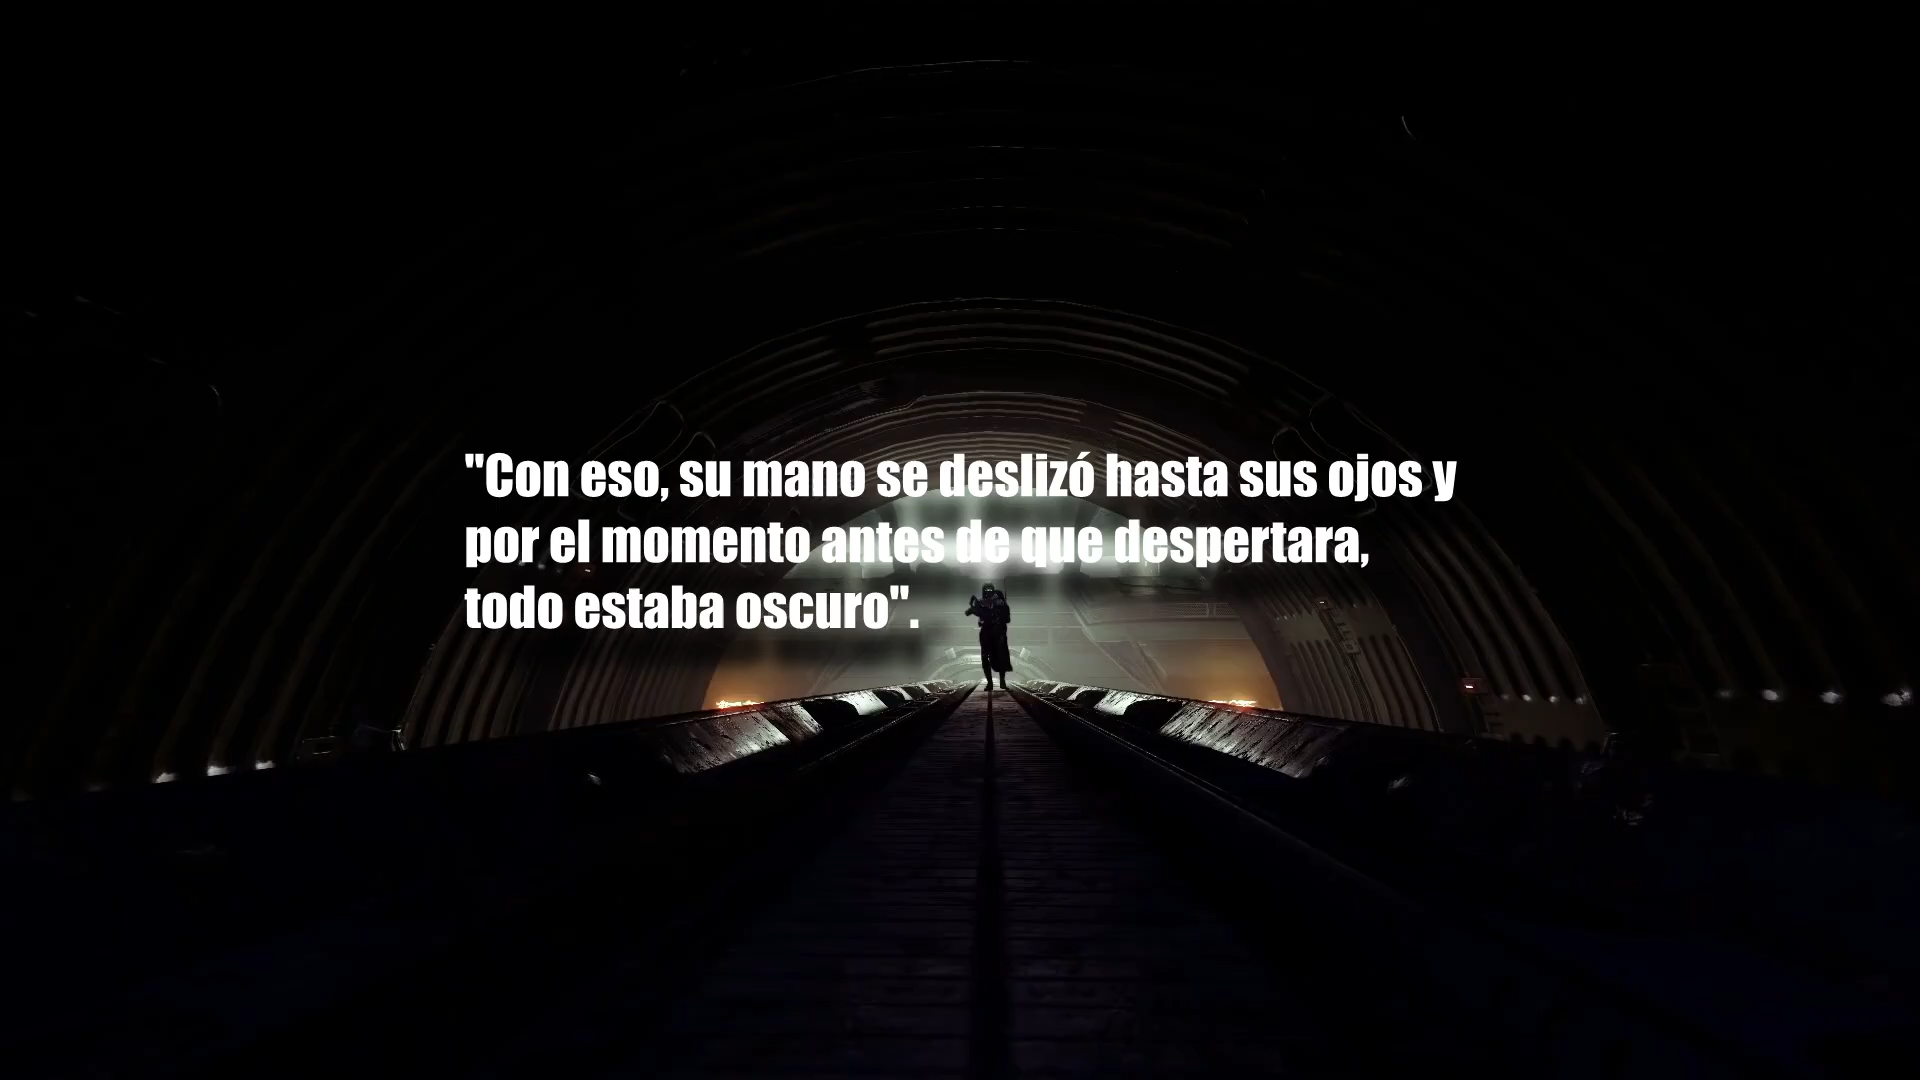 "Con eso, su mano se deslizó hasta sus ojos y
por el momento antes de que despertara,
todo estaba oscuro".